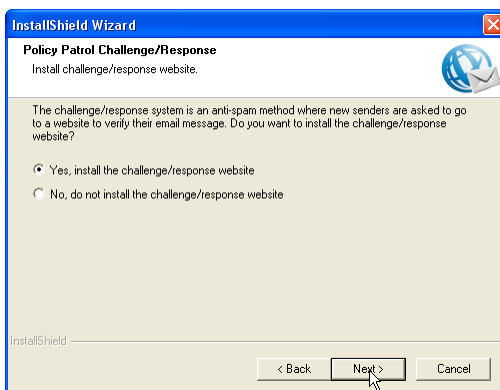 InstallShield Wizard
Policy Patrol Challenge/Response
Install challenge/response website.
The challenge/response system is an anti-spam method where new senders are asked to go
to a website to verify their email message. Do you want to install the challenge/response
website?
Yes, install the challenge/response website
No, do not install the challenge/response website
InstallShield
< Back
Next >
Cancel